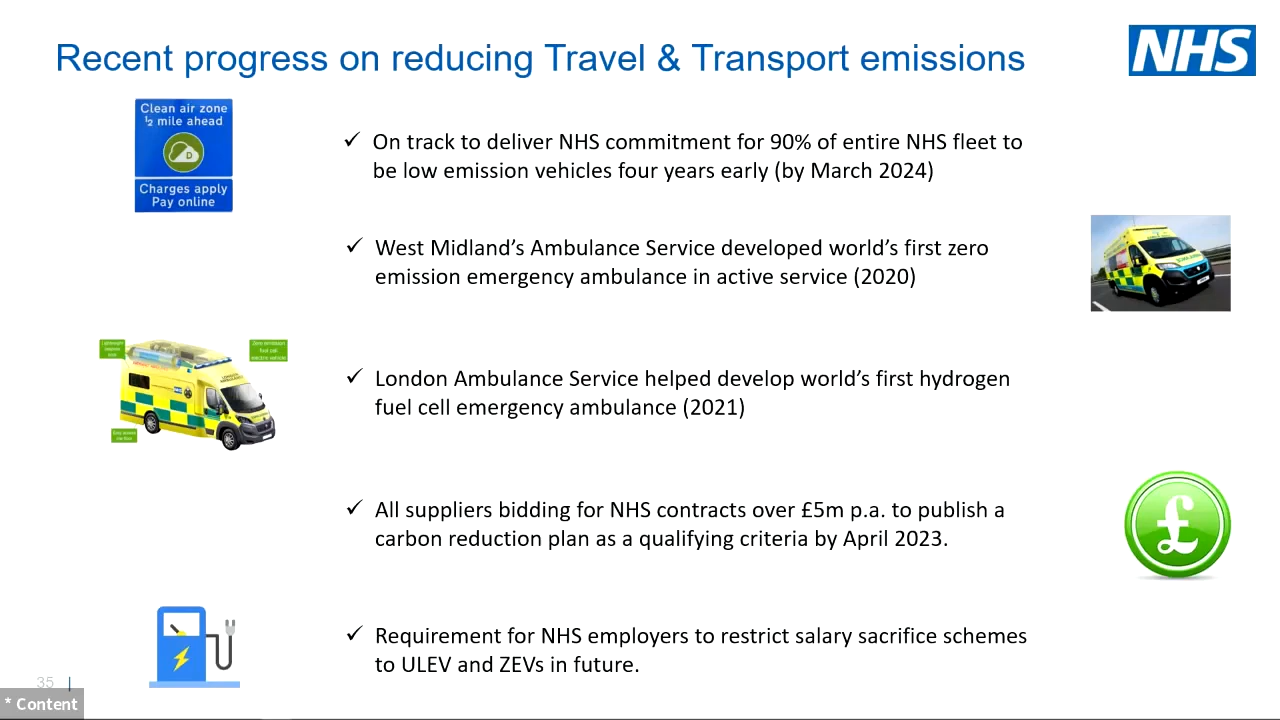 Recent progress on reducing Travel & Transport emissions
NHS
Clean air zone
½ mile ahead
D
Charges apply
Pay online
✓ On track to deliver NHS commitment for 90% of entire NHS fleet to
be low emission vehicles four years early (by March 2024)
✓ West Midland’s Ambulance Service developed world’s first zero
emission emergency ambulance in active service (2020)
✓ London Ambulance Service helped develop world’s first hydrogen
fuel cell emergency ambulance (2021)
✓ All suppliers bidding for NHS contracts over £5m p.a. to publish a
carbon reduction plan as a qualifying criteria by April 2023.
£
✓ Requirement for NHS employers to restrict salary sacrifice schemes
to ULEV and ZEVs in future.
35 |
* Content